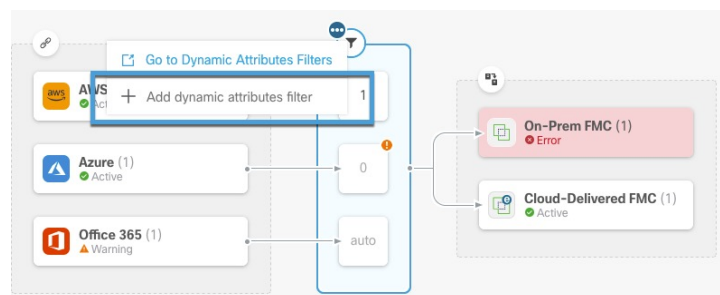 Go to Dynamic Attributes Filters
aws
AWS
Add dynamic attributes filter
1
Azure (1)
Active
0
Office 365 (1)
Warning
auto
On-Prem FMC (1)
Error
Cloud-Delivered FMC (1)
Active